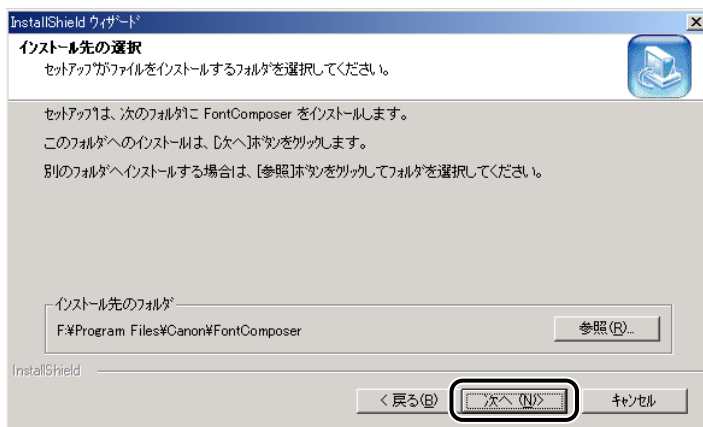 InstallShield ウィザード
インストール先の選択
セットアップがファイルをインストールするフォルダを選択してください。
セットアップは、次のフォルダに FontComposer をインストールします。
このフォルダへのインストールは、[次へ]ボタンをクリックします。
別のフォルダへインストールする場合は、[参照]ボタンをクリックしてフォルダを選択してください。
インストール先のフォルダ
F:¥Program Files¥Canon¥FontComposer
参照(R)...
InstallShield
< 戻る(B)
次へ (N)>
キャンセル